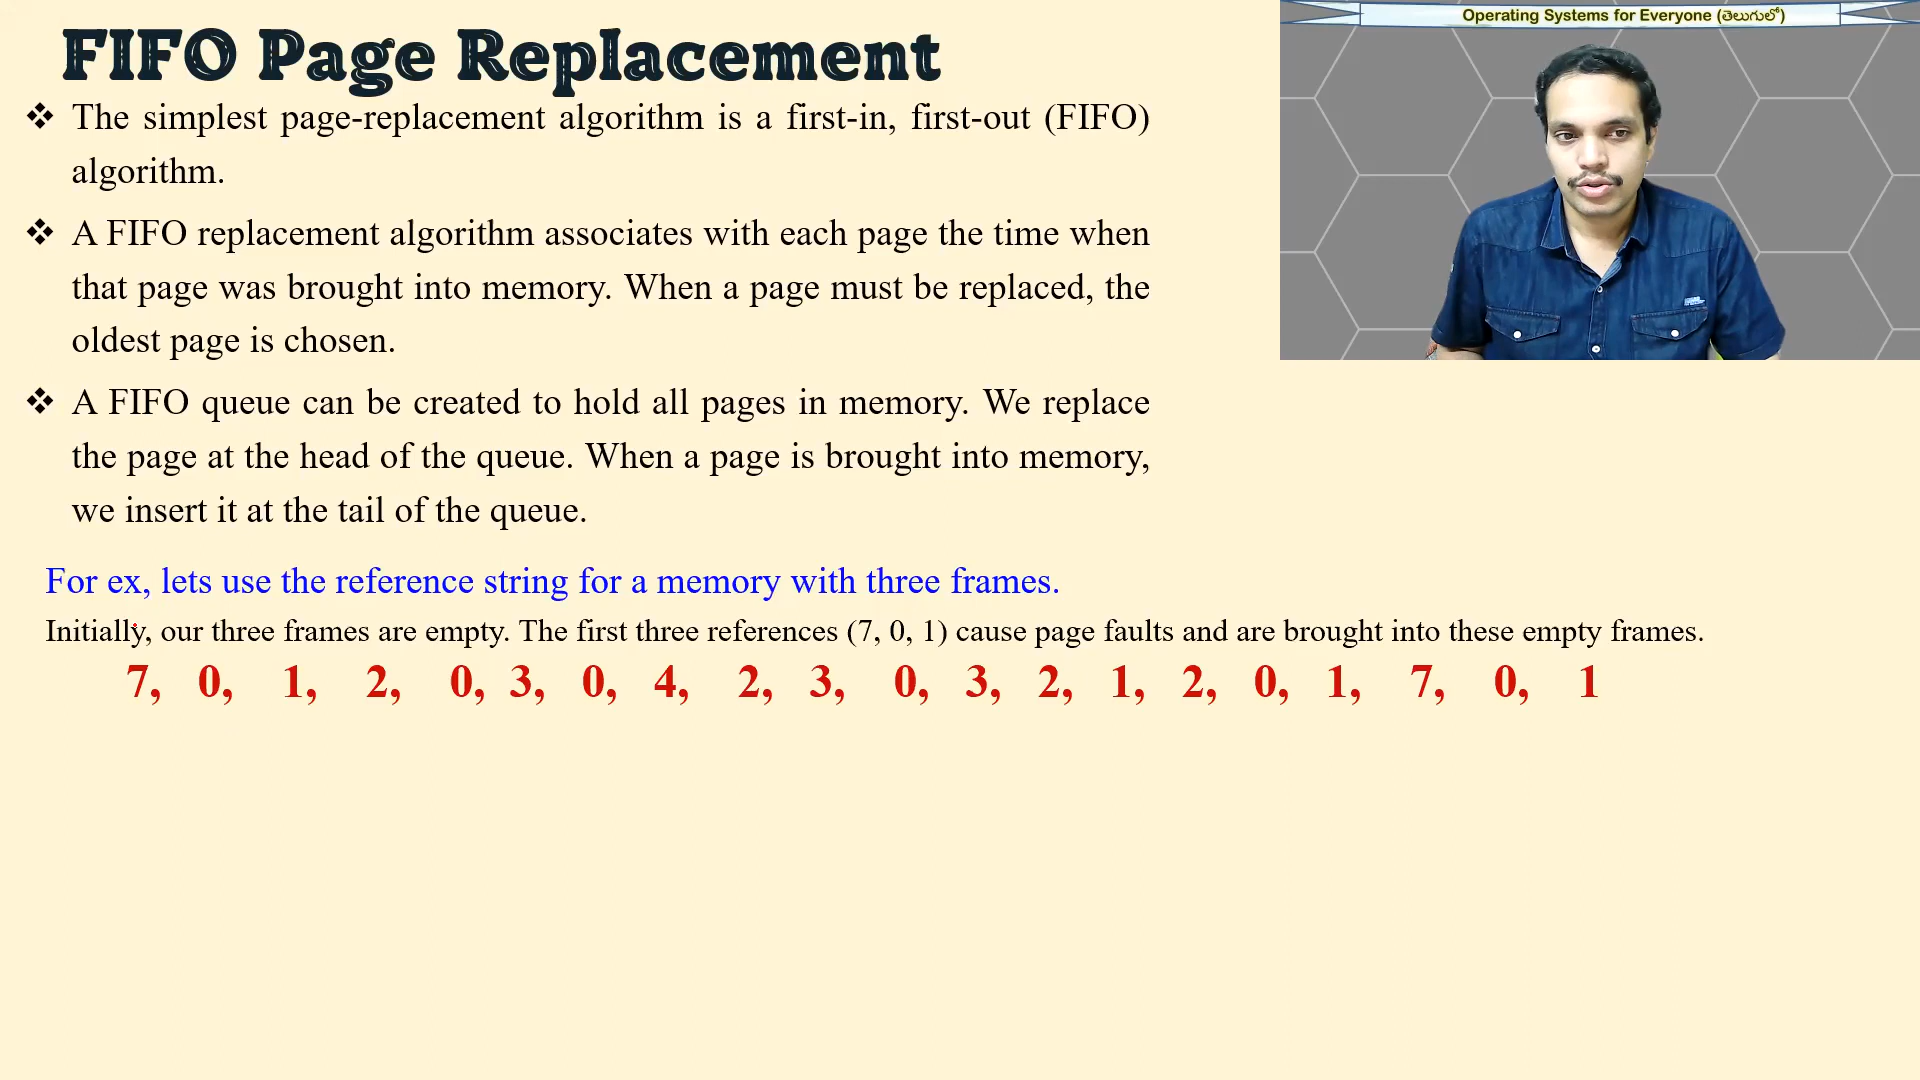 FIFO Page Replacement
Operating Systems for Everyone (తెలుగులో)
❖ The simplest page-replacement algorithm is a first-in, first-out (FIFO)
algorithm.
❖ A FIFO replacement algorithm associates with each page the time when
that page was brought into memory. When a page must be replaced, the
oldest page is chosen.
❖ A FIFO queue can be created to hold all pages in memory. We replace
the page at the head of the queue. When a page is brought into memory,
we insert it at the tail of the queue.
For ex, lets use the reference string for a memory with three frames.
Initially, our three frames are empty. The first three references (7, 0, 1) cause page faults and are brought into these empty frames.
7, 0, 1, 2, 0, 3, 0, 4, 2, 3, 0, 3, 2, 1, 2, 0, 1, 7, 0, 1